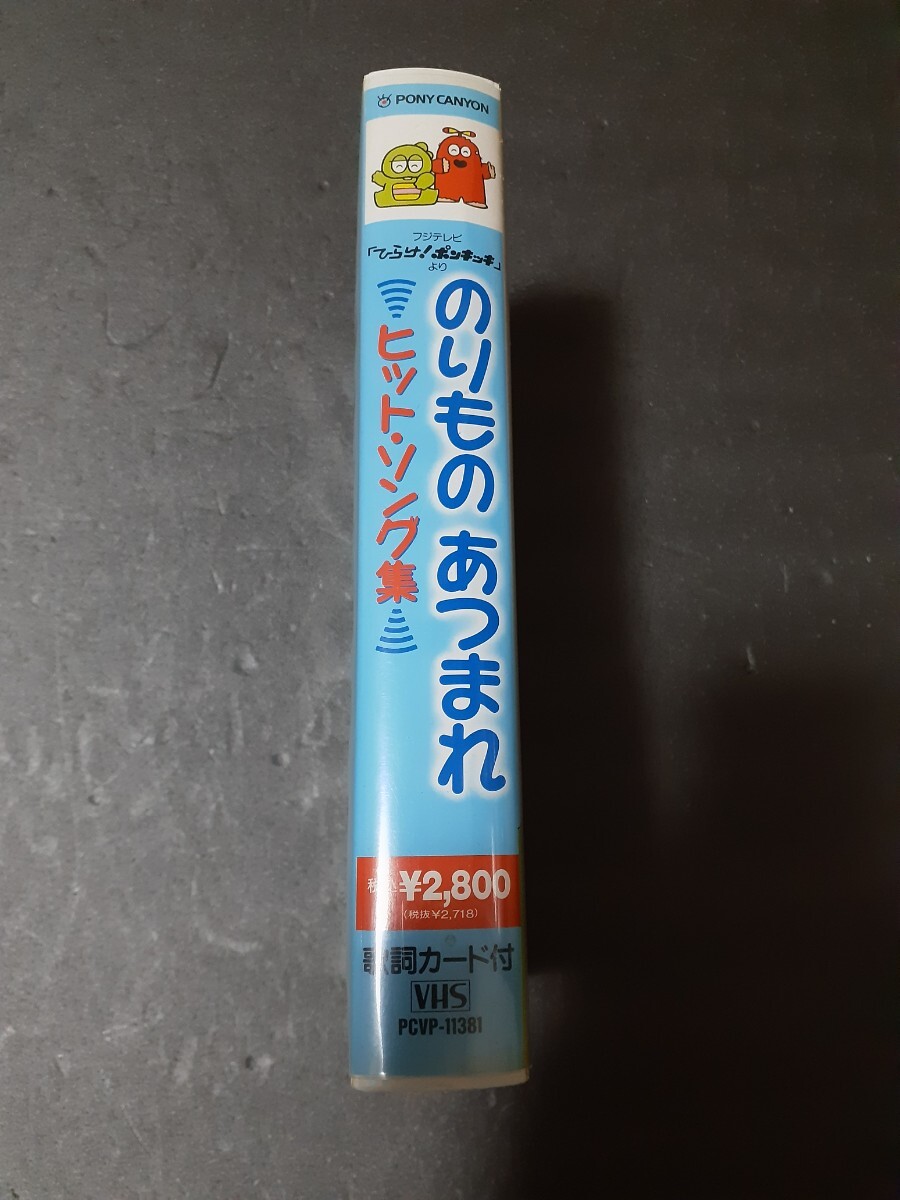 PONY CANYON
フジテレビ
「ひらけ!ポンキッキ」
より
のりもの あつまれ
ヒット・ソング集
税込¥2,800
(税抜¥2,718)
歌詞カード付
VHS
PCVP-11381